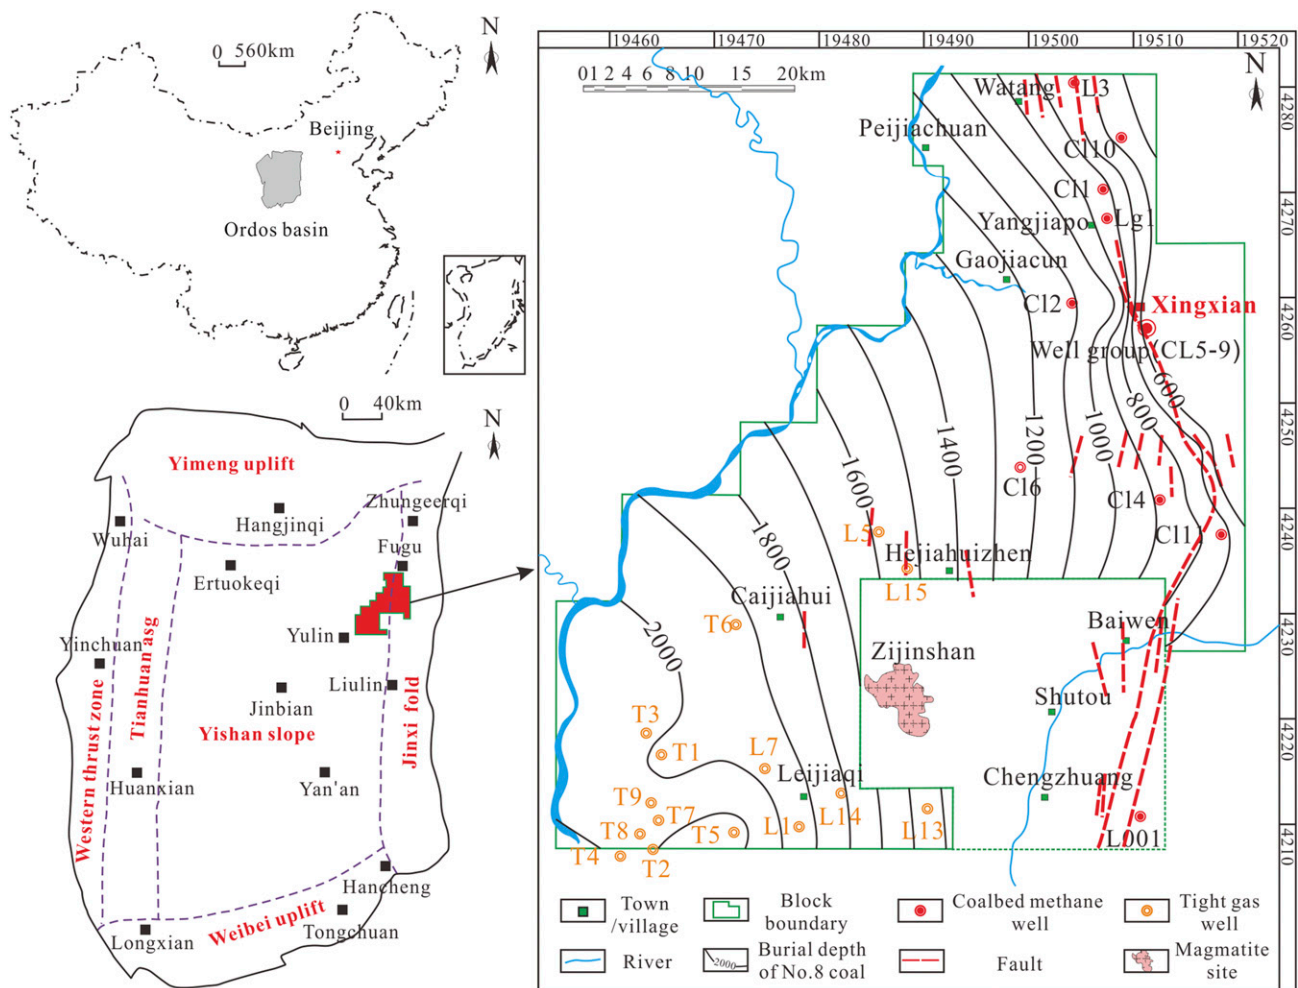 N
0 560km
Beijing
Ordos basin
0 40km
N
Yimeng uplift
Zhungeerqi
Hangjinqi
Wuhai
Fugu
Ertuokeqi
Yulin
Yinchuan
Tianhuan asg
Liulin
Jinbian
Jinxi fold
Yishan slope
Western thrust zone
Huanxian
Yan'an
Hancheng
Weibei uplift
Longxian
Tongchuan
19460 19470 19480 19490 19500 19510 19520
0 1 2 4 6 8 10 15 20km
N
4280
4270
4260
4250
4240
4230
4220
4210
Watang
L3
Peijiachuan
Cl10
Cl1
Lg1
Yangjiapo
Gaojiacun
Cl2
Xingxian
Well group(CL5-9)
600
800
1000
1200
1400
1600
1800
2000
Cl6
Cl4
Cl11
L5
Hejiahuizhen
L15
Caijiahui
T6
Baiwen
Zijinshan
Shutou
T3
T1
L7
Leijiaqi
Chengzhuang
T9
T7
T8
T5
L1
L14
L13
L001
T4
T2
Town
/village
Block
boundary
Coalbed methane
well
Tight gas
well
River
2000
Burial depth
of No.8 coal
Fault
Magmatite
site